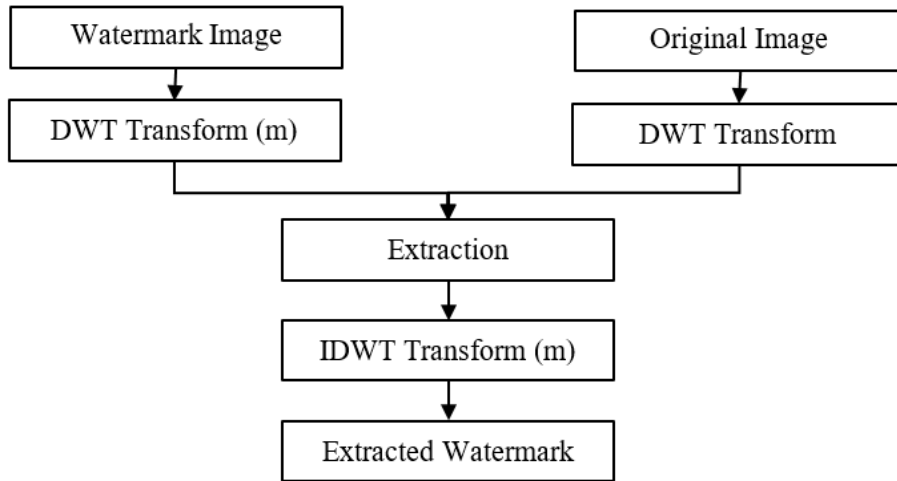 Watermark Image
Original Image
DWT Transform (m)
DWT Transform
Extraction
IDWT Transform (m)
Extracted Watermark